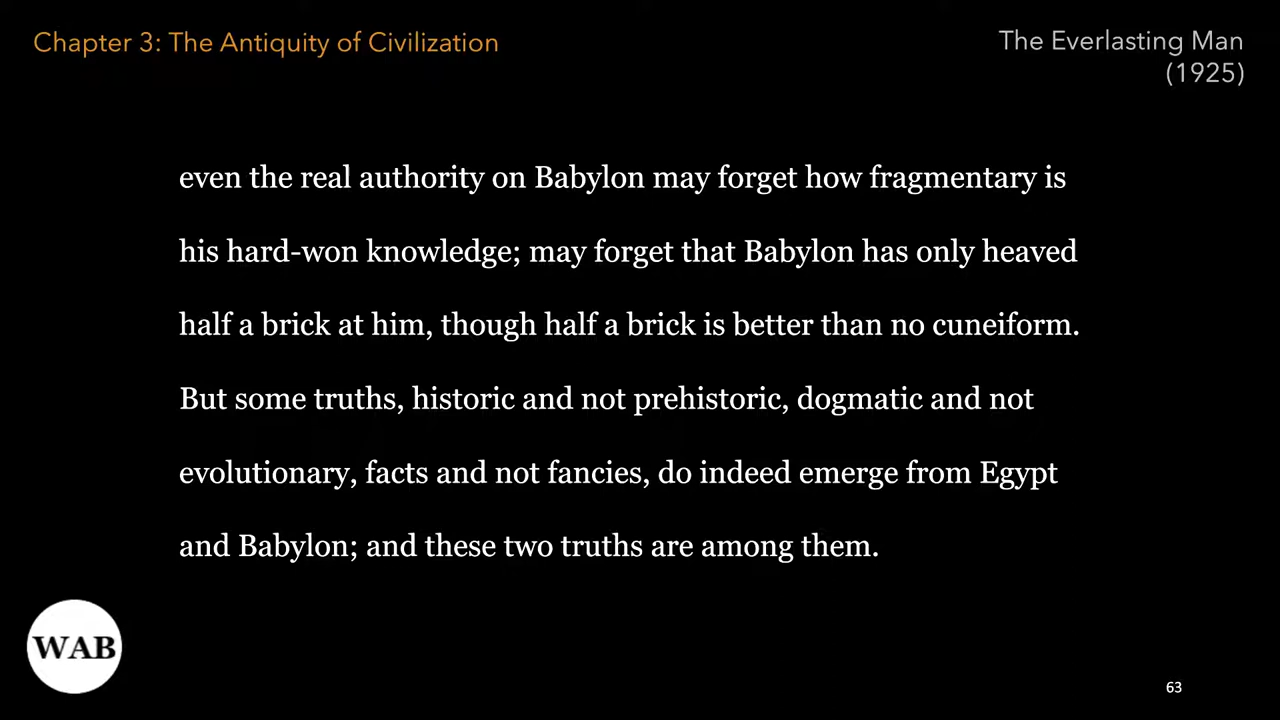 Chapter 3: The Antiquity of Civilization
The Everlasting Man
(1925)
even the real authority on Babylon may forget how fragmentary is
his hard-won knowledge; may forget that Babylon has only heaved
half a brick at him, though half a brick is better than no cuneiform.
But some truths, historic and not prehistoric, dogmatic and not
evolutionary, facts and not fancies, do indeed emerge from Egypt
and Babylon; and these two truths are among them.
WAB
63